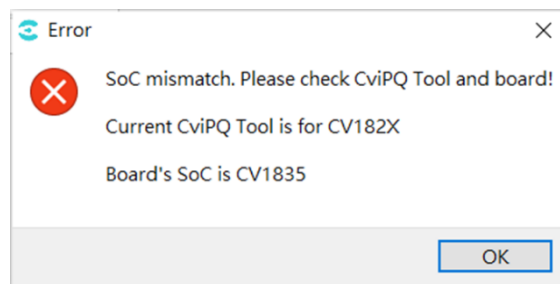 Error
SoC mismatch. Please check CviPQ Tool and board!
Current CviPQ Tool is for CV182X
Board's SoC is CV1835
OK